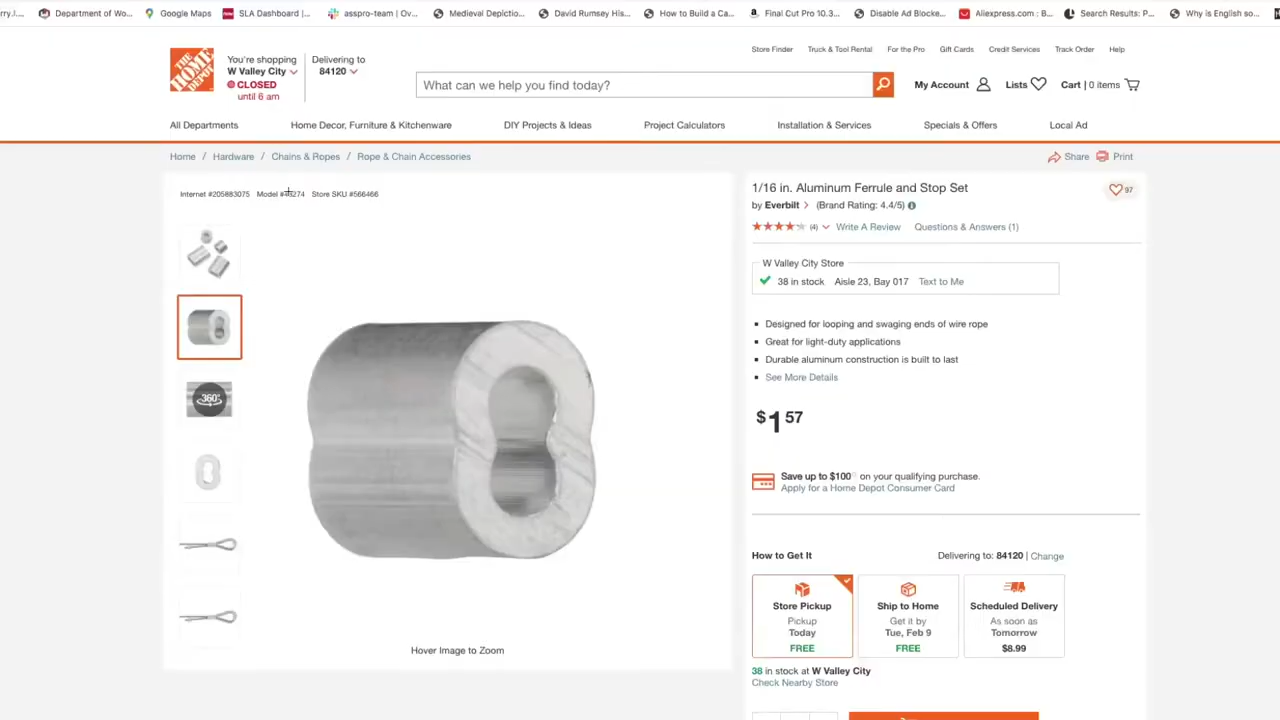 rry.l...
Department of Wo...
Google Maps
SLA Dashboard |...
asspro-team | Ov...
Medieval Depictio...
David Rumsey His...
How to Build a Ca...
Final Cut Pro 10.3...
Disable Ad Blocke...
Aliexpress.com : B...
Search Results: P...
Why is English so...
THE HOME DEPOT
You're shopping
W Valley City
CLOSED
until 6 am
Delivering to
84120
Store Finder
Truck & Tool Rental
For the Pro
Gift Cards
Credit Services
Track Order
Help
What can we help you find today?
My Account
Lists
Cart | 0 items
All Departments
Home Decor, Furniture & Kitchenware
DIY Projects & Ideas
Project Calculators
Installation & Services
Specials & Offers
Local Ad
Home / Hardware / Chains & Ropes / Rope & Chain Accessories
Share
Print
Internet #205883075 Model Store SKU #566466
360°
Hover Image to Zoom
1/16 in. Aluminum Ferrule and Stop Set
97
by Everbilt > (Brand Rating: 4.4/5)
(4) Write A Review Questions & Answers (1)
W Valley City Store
38 in stock Aisle 23, Bay 017 Text to Me
Designed for looping and swaging ends of wire rope
Great for light-duty applications
Durable aluminum construction is built to last
See More Details
$1 57
Save up to $100 on your qualifying purchase.
Apply for a Home Depot Consumer Card
How to Get It
Delivering to: 84120 | Change
Store Pickup
Pickup
Today
FREE
Ship to Home
Get it by
Tue, Feb 9
FREE
Scheduled Delivery
As soon as
Tomorrow
$8.99
38 in stock at W Valley City
Check Nearby Store